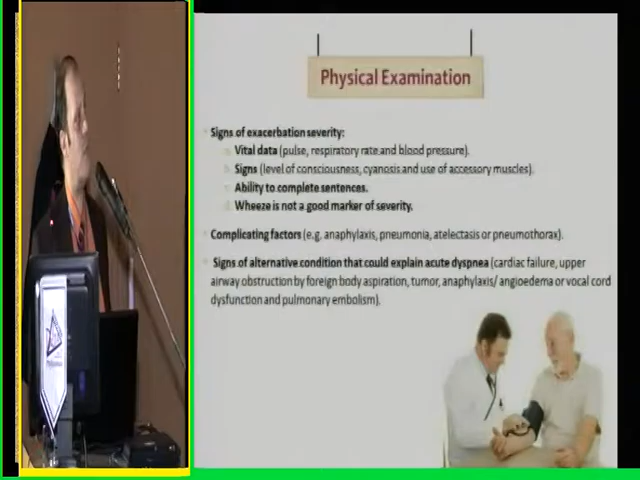 Physical Examination
Signs of exacerbation severity:
Vital data (pulse, respiratory rate and blood pressure).
Signs (level of consciousness, cyanosis and use of accessory muscles).
Ability to complete sentences.
Wheeze is not a good marker of severity.
Complicating factors (e.g. anaphylaxis, pneumonia, atelectasis or pneumothorax).
Signs of alternative condition that could explain acute dyspnea (cardiac failure, upper
airway obstruction by foreign body aspiration, tumor, anaphylaxis/ angioedema or vocal cord
dysfunction and pulmonary embolism).